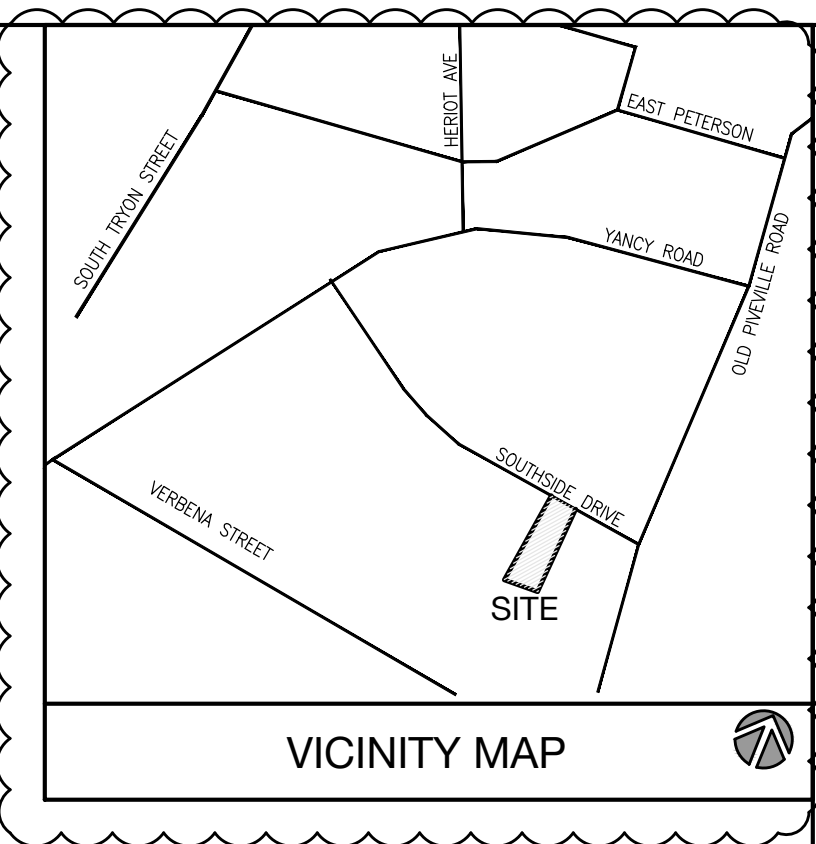 HERIOT AVE
EAST PETERSON
SOUTH TRYON STREET
YANCY ROAD
OLD PIVEVILLE ROAD
SOUTHSIDE DRIVE
VERBENA STREET
SITE
VICINITY MAP